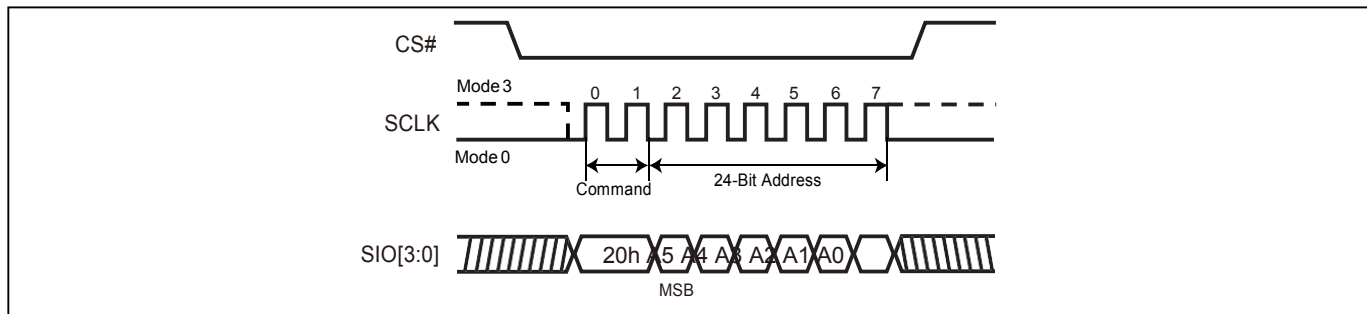 CS#
Mode 3
0 1 2 3 4 5 6 7
SCLK
Mode 0
Command
24-Bit Address
SIO[3:0]
20h A5 A4 A3 A2 A1 A0
MSB